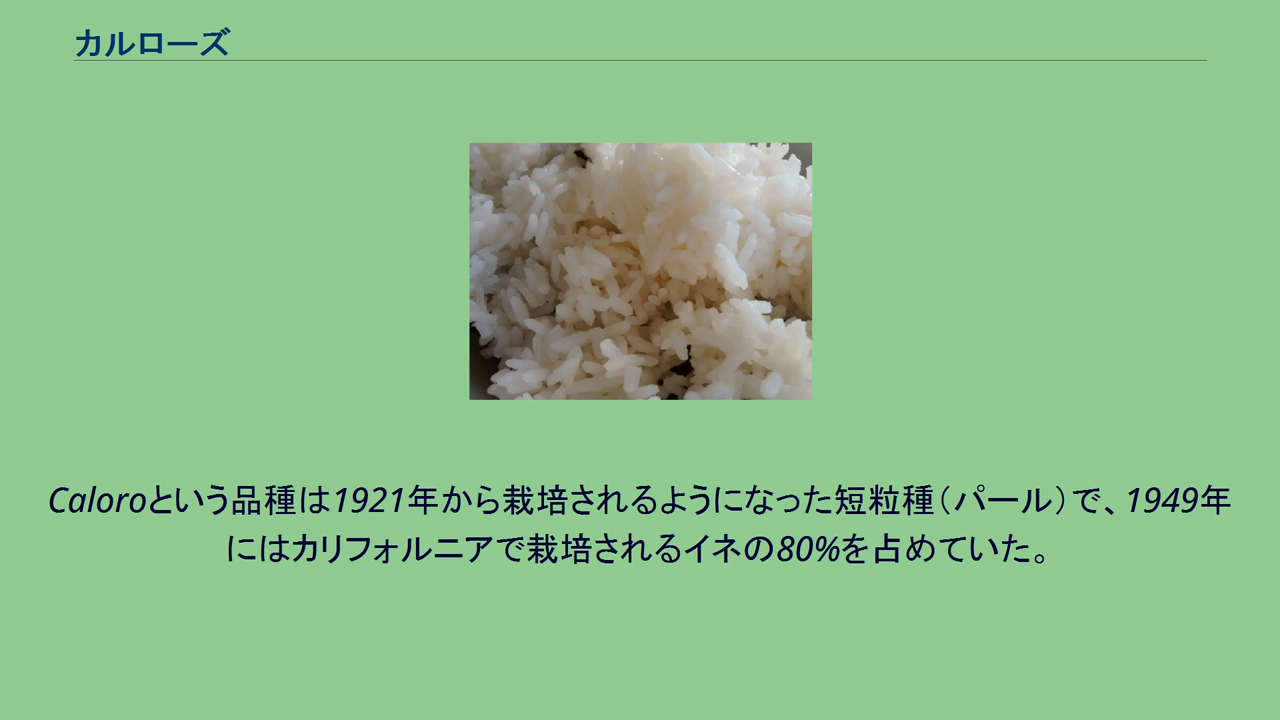 カルローズ
Caloroという品種は1921年から栽培されるようになった短粒種（パール）で、1949年
にはカリフォルニアで栽培されるイネの80%を占めていた。